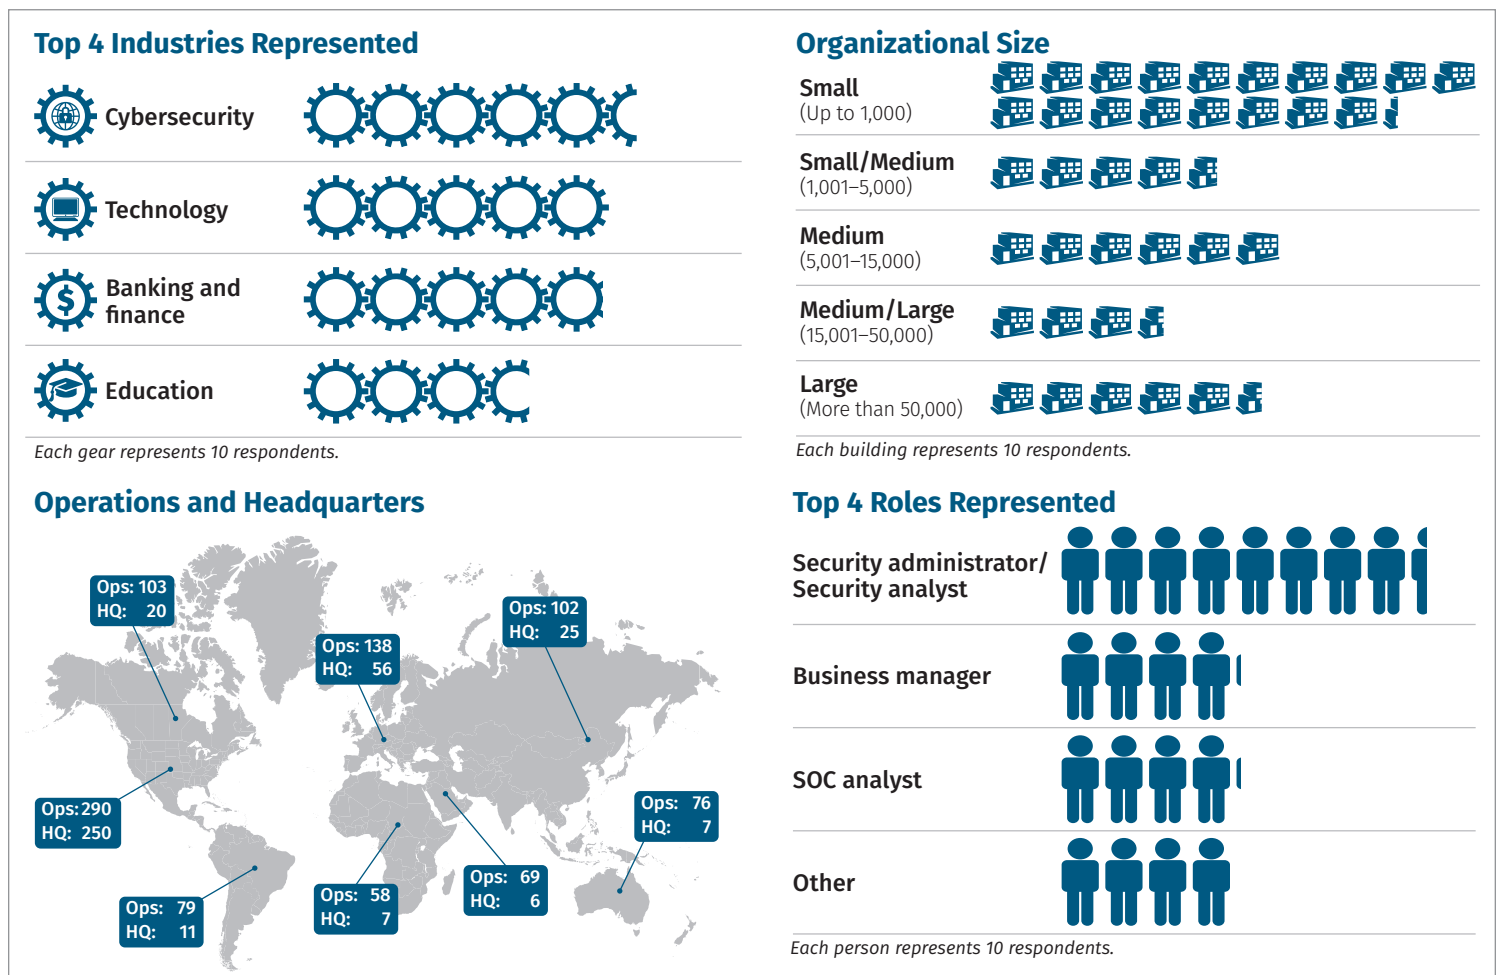 Top 4 Industries Represented
Cybersecurity
Technology
$
Banking and
finance
Education
Each gear represents 10 respondents.
Organizational Size
Small
(Up to 1,000)
Small/Medium
(1,001–5,000)
Medium
(5,001–15,000)
Medium/Large
(15,001–50,000)
Large
(More than 50,000)
Each building represents 10 respondents.
Operations and Headquarters
Ops: 103
HQ: 20
Ops: 102
HQ: 25
Ops: 138
HQ: 56
Ops: 290
HQ: 250
Ops: 76
HQ: 7
Ops: 69
HQ: 6
Ops: 58
HQ: 7
Ops: 79
HQ: 11
Top 4 Roles Represented
Security administrator/
Security analyst
Business manager
SOC analyst
Other
Each person represents 10 respondents.